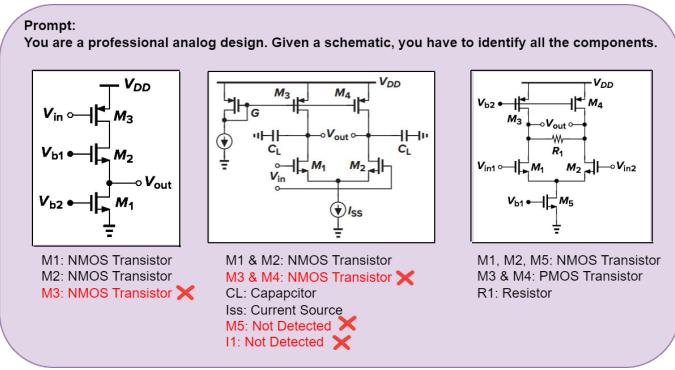 Prompt:
You are a professional analog design. Given a schematic, you have to identify all the components.
VDD
Vin
M3
Vb1
M2
Vout
Vb2
M1
M1: NMOS Transistor
M2: NMOS Transistor
M3: NMOS Transistor
VDD
M3
M4
G
Vout
CL
CL
M1
M2
Vin
ISS
M1 & M2: NMOS Transistor
M3 & M4: NMOS Transistor
CL: Capapcitor
Iss: Current Source
M5: Not Detected
I1: Not Detected
VDD
Vb2
M4
M3
Vout
R1
Vin1
M1
M2
Vin2
Vb1
M5
M1, M2, M5: NMOS Transistor
M3 & M4: PMOS Transistor
R1: Resistor